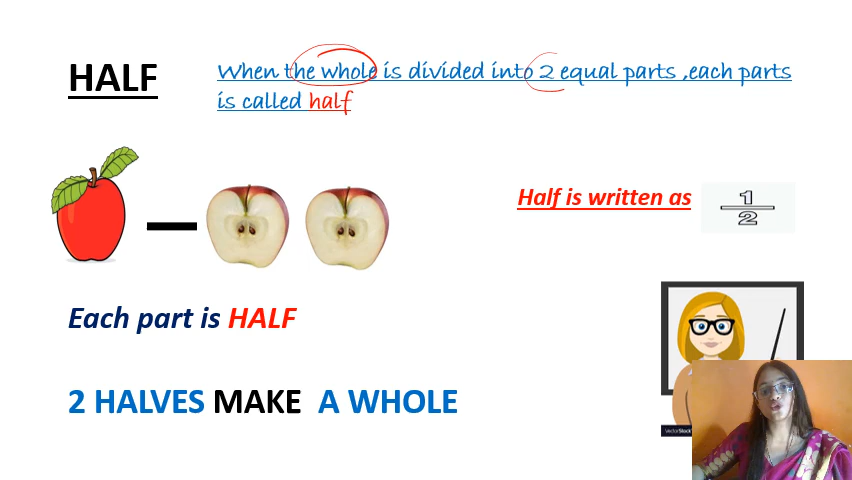 HALF
When the whole is divided into 2 equal parts ,each parts
is called half
Half is written as
1
2
Each part is HALF
2 HALVES MAKE A WHOLE
VectorStock